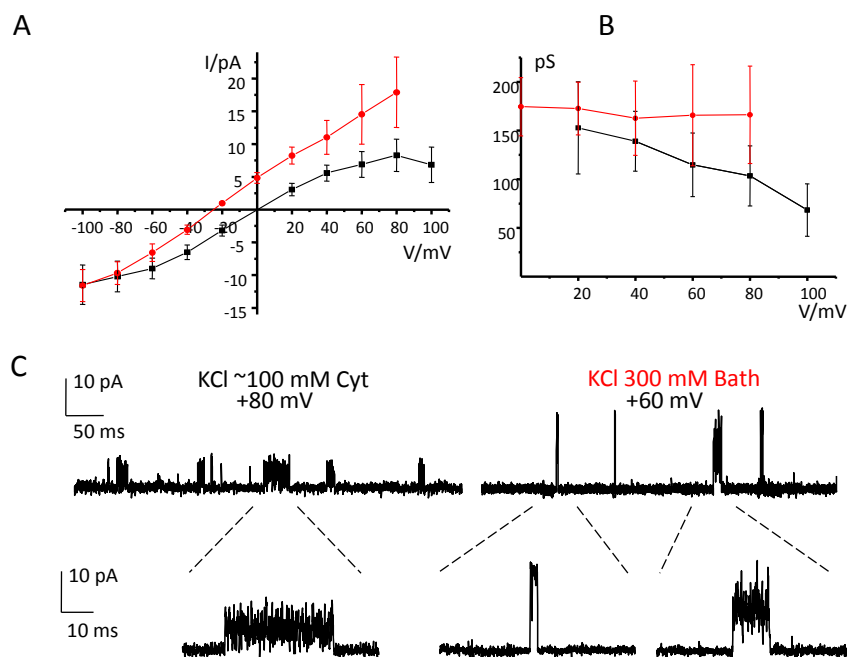 A
B
I/pA
20
15
10
5
-100 -80 -60 -40 -20
20 40 60 80 100
V/mV
-5
-10
-15
pS
200
150
100
50
20 40 60 80 100
V/mV
C
10 pA
50 ms
KCl ~100 mM Cyt
+80 mV
KCl 300 mM Bath
+60 mV
10 pA
10 ms